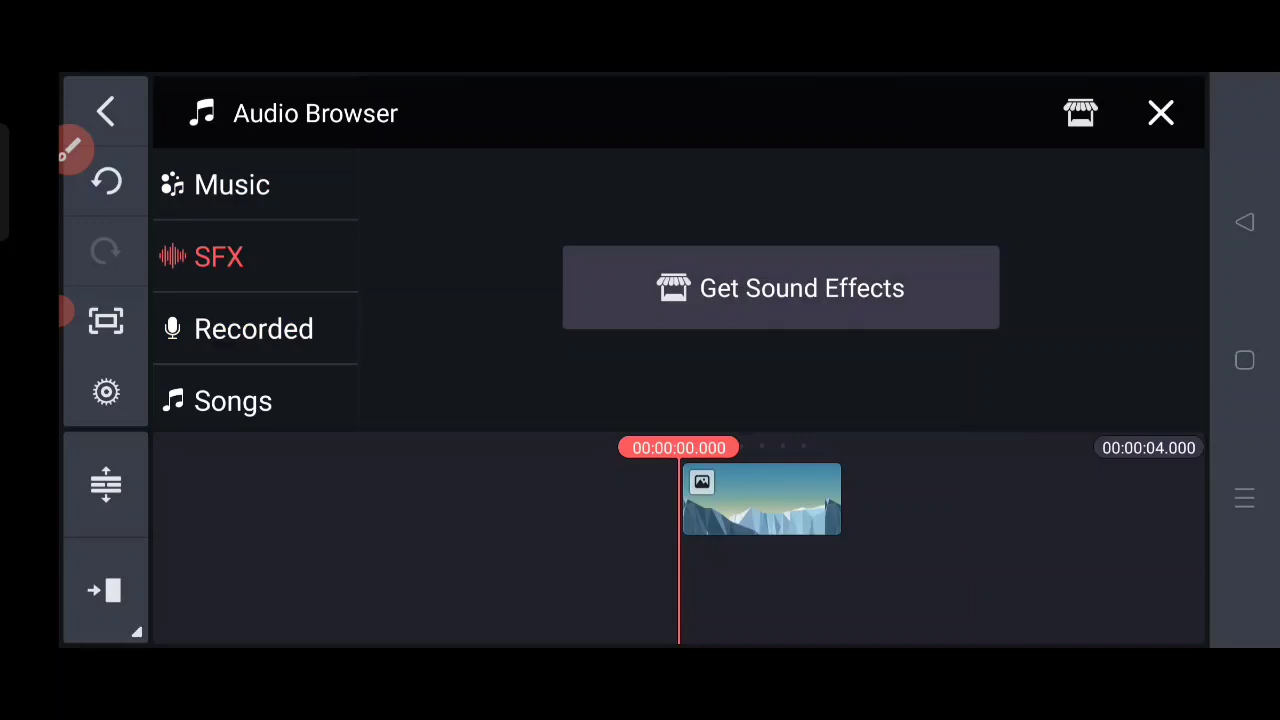 Audio Browser
Music
SFX
Get Sound Effects
Recorded
Songs
00:00:00.000
00:00:04.000